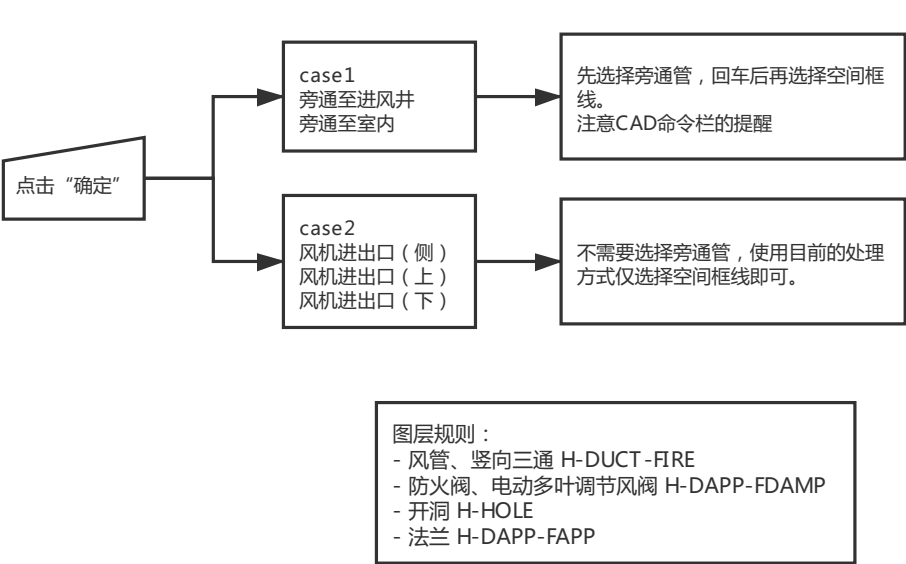 点击“确定”
case1
旁通至进风井
旁通至室内
先选择旁通管，回车后再选择空间框
线。
注意CAD命令栏的提醒
case2
风机进出口（侧）
风机进出口（上）
风机进出口（下）
不需要选择旁通管，使用目前的处理
方式仅选择空间框线即可。
图层规则：
- 风管、竖向三通 H-DUCT-FIRE
- 防火阀、电动多叶调节风阀 H-DAPP-FDAMP
- 开洞 H-HOLE
- 法兰 H-DAPP-FAPP